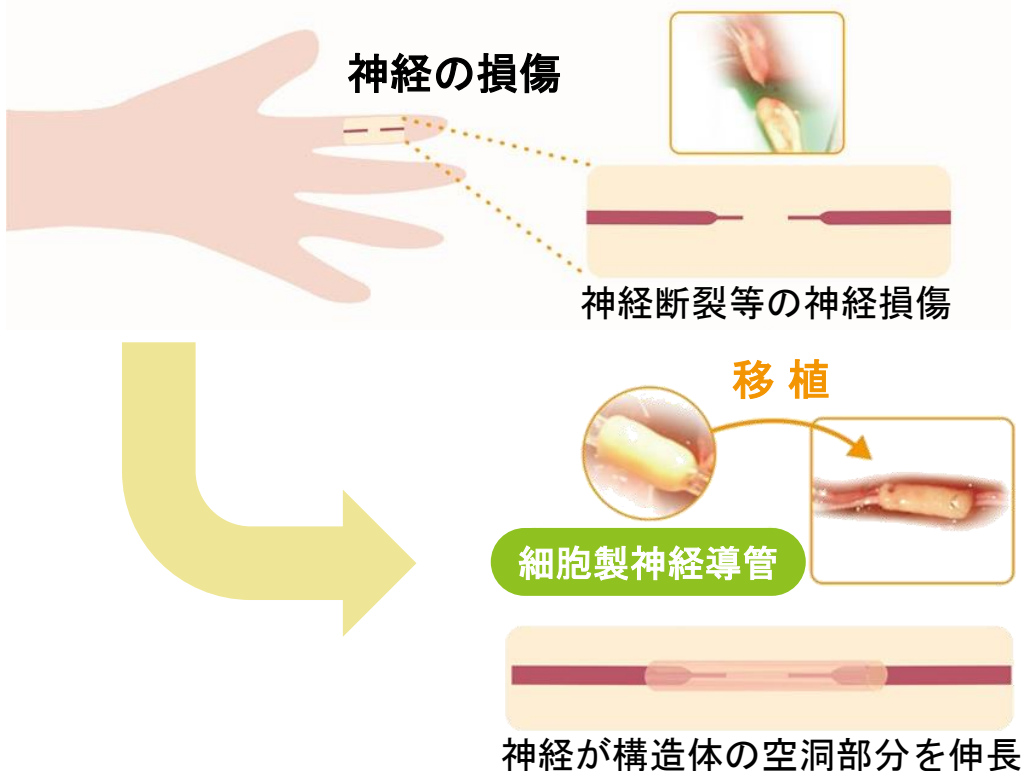 神経の損傷
神経断裂等の神経損傷
移植
細胞製神経導管
神経が構造体の空洞部分を伸長